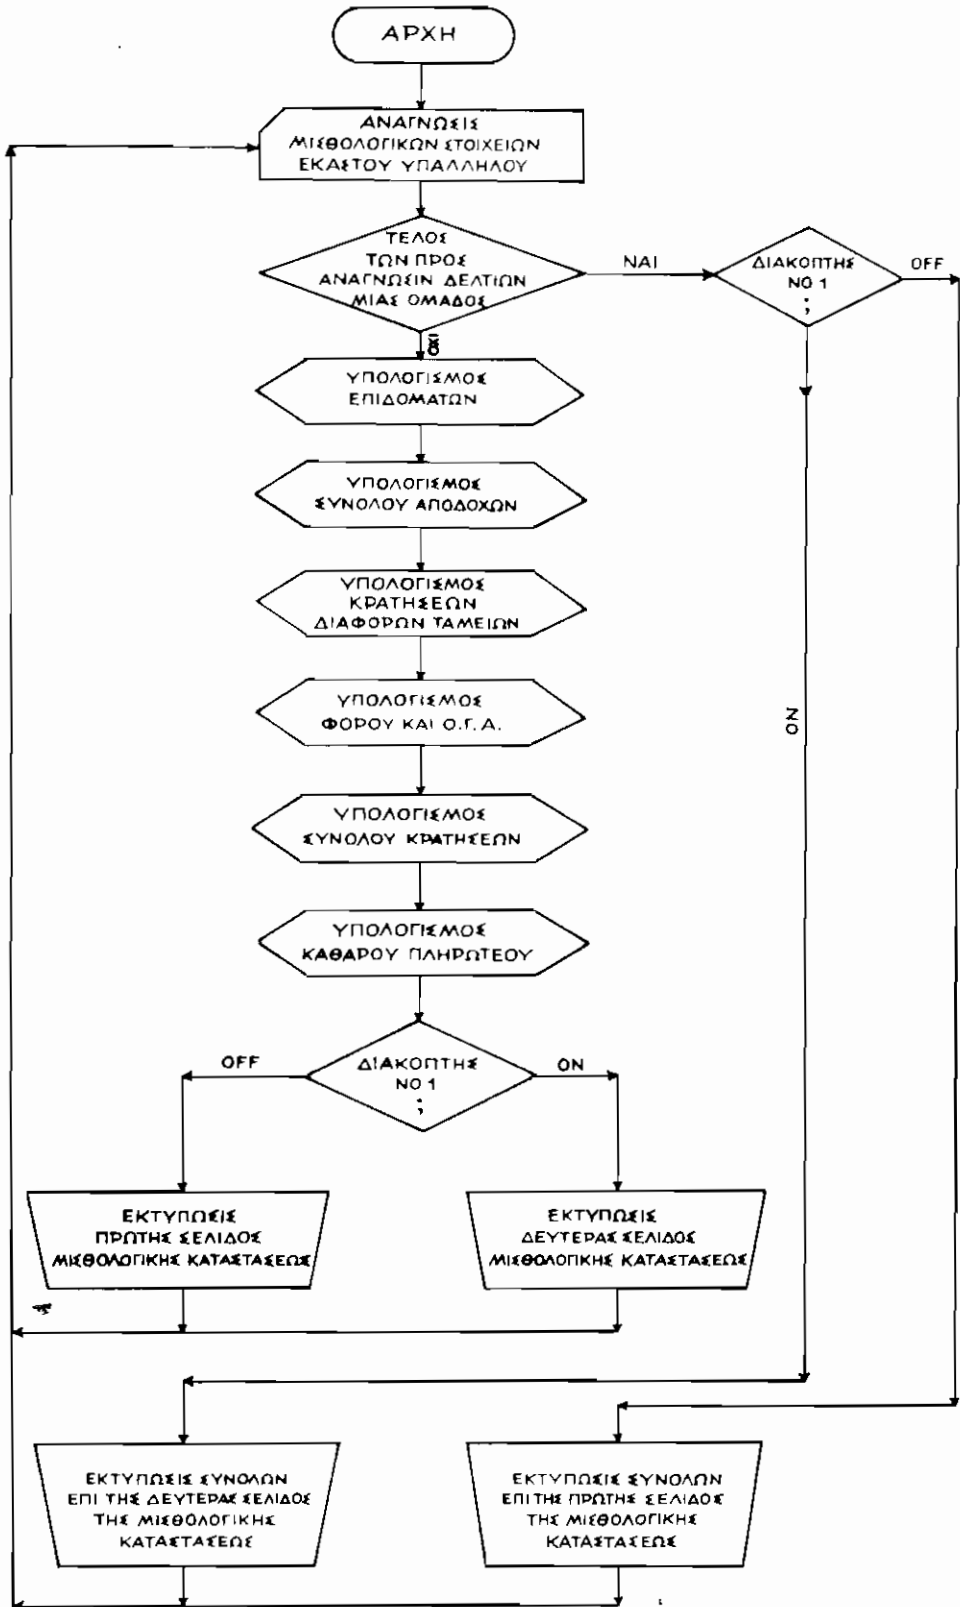 ΑΡΧΗ
ΑΝΑΓΝΩΣΙΣ
ΜΙΣΘΟΛΟΓΙΚΩΝ ΣΤΟΙΧΕΙΩΝ
ΕΚΑΣΤΟΥ ΥΠΑΛΛΗΛΟΥ
ΤΕΛΟΣ
ΤΩΝ ΠΡΟΣ
ΑΝΑΓΝΩΣΙΝ ΔΕΛΤΙΩΝ
ΜΙΑΣ ΟΜΑΔΟΣ
ΝΑΙ
ΔΙΑΚΟΠΤΗΣ
ΝΟ 1
;
OFF
ΟΧΙ
ΥΠΟΛΟΓΙΣΜΟΣ
ΕΠΙΔΟΜΑΤΩΝ
ΥΠΟΛΟΓΙΣΜΟΣ
ΣΥΝΟΛΟΥ ΑΠΟΔΟΧΩΝ
ΥΠΟΛΟΓΙΣΜΟΣ
ΚΡΑΤΗΣΕΩΝ
ΔΙΑΦΟΡΩΝ ΤΑΜΕΙΩΝ
ΥΠΟΛΟΓΙΣΜΟΣ
ΦΟΡΟΥ ΚΑΙ Ο.Γ.Α.
ON
ΥΠΟΛΟΓΙΣΜΟΣ
ΣΥΝΟΛΟΥ ΚΡΑΤΗΣΕΩΝ
ΥΠΟΛΟΓΙΣΜΟΣ
ΚΑΘΑΡΟΥ ΠΛΗΡΩΤΕΟΥ
OFF
ΔΙΑΚΟΠΤΗΣ
ΝΟ 1
;
ON
ΕΚΤΥΠΩΣΙΣ
ΠΡΩΤΗΣ ΣΕΛΙΔΟΣ
ΜΙΣΘΟΛΟΓΙΚΗΣ ΚΑΤΑΣΤΑΣΕΩΣ
ΕΚΤΥΠΩΣΙΣ
ΔΕΥΤΕΡΑΣ ΣΕΛΙΔΟΣ
ΜΙΣΘΟΛΟΓΙΚΗΣ ΚΑΤΑΣΤΑΣΕΩΣ
ΕΚΤΥΠΩΣΙΣ ΣΥΝΟΛΩΝ
ΕΠΙ ΤΗΣ ΔΕΥΤΕΡΑΣ ΣΕΛΙΔΟΣ
ΤΗΣ ΜΙΣΘΟΛΟΓΙΚΗΣ
ΚΑΤΑΣΤΑΣΕΩΣ
ΕΚΤΥΠΩΣΙΣ ΣΥΝΟΛΩΝ
ΕΠΙ ΤΗΣ ΠΡΩΤΗΣ ΣΕΛΙΔΟΣ
ΤΗΣ ΜΙΣΘΟΛΟΓΙΚΗΣ
ΚΑΤΑΣΤΑΣΕΩΣ